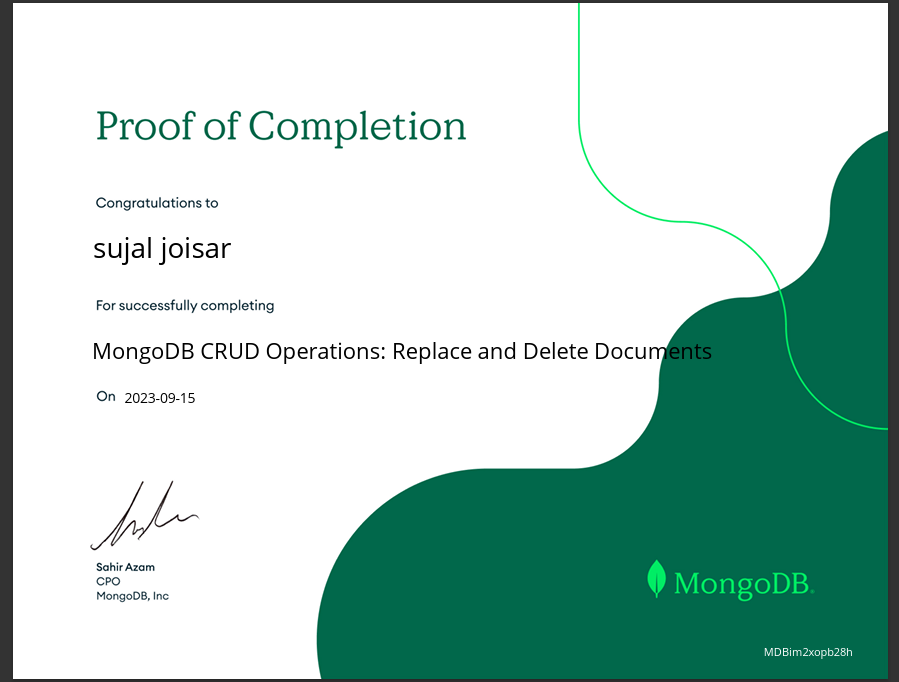 Proof of Completion
Congratulations to
sujal joisar
For successfully completing
MongoDB CRUD Operations: Replace and Delete Documents
On 2023-09-15
Sahir Azam
CPO
MongoDB, Inc
MongoDB.
MDBim2xopb28h